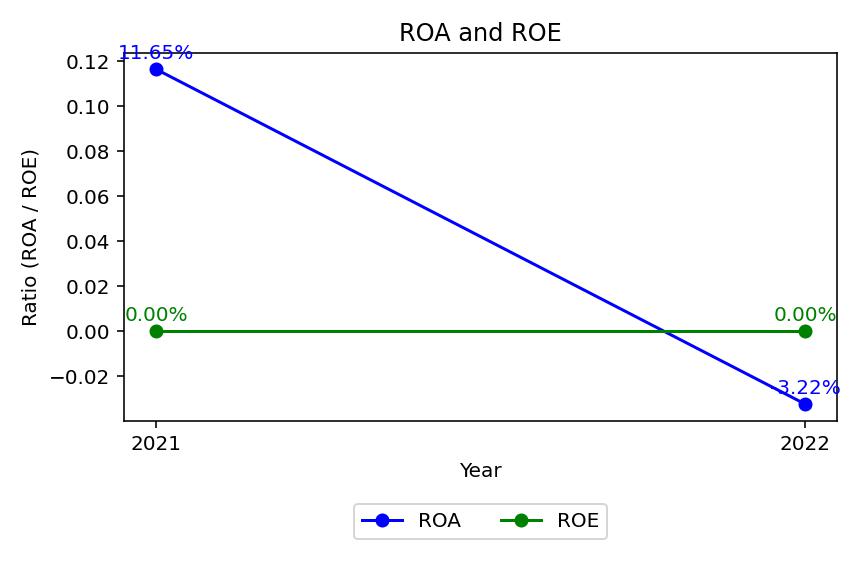 ROA and ROE
11.65%
0.12
0.10
0.08
0.06
0.04
0.02
0.00
−0.02
Ratio (ROA / ROE)
0.00%
0.00%
-3.22%
2021
2022
Year
ROA
ROE